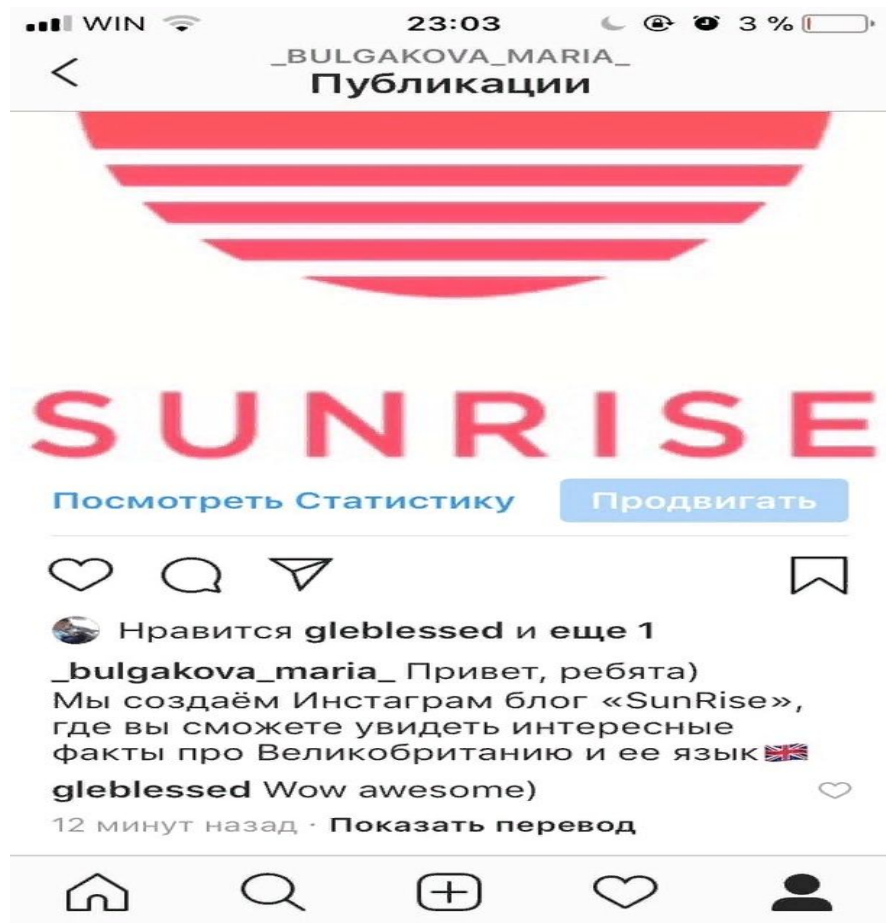 WIN 23:03 3 %
_BULGAKOVA_MARIA_
Публикации
SUNRISE
Посмотреть Статистику Продвигать
Нравится gleblessed и еще 1
_bulgakova_maria_ Привет, ребята)
Мы создаём Инстаграм блог «SunRise»,
где вы сможете увидеть интересные
факты про Великобританию и ее язык🇬🇧
gleblessed Wow awesome)
12 минут назад · Показать перевод